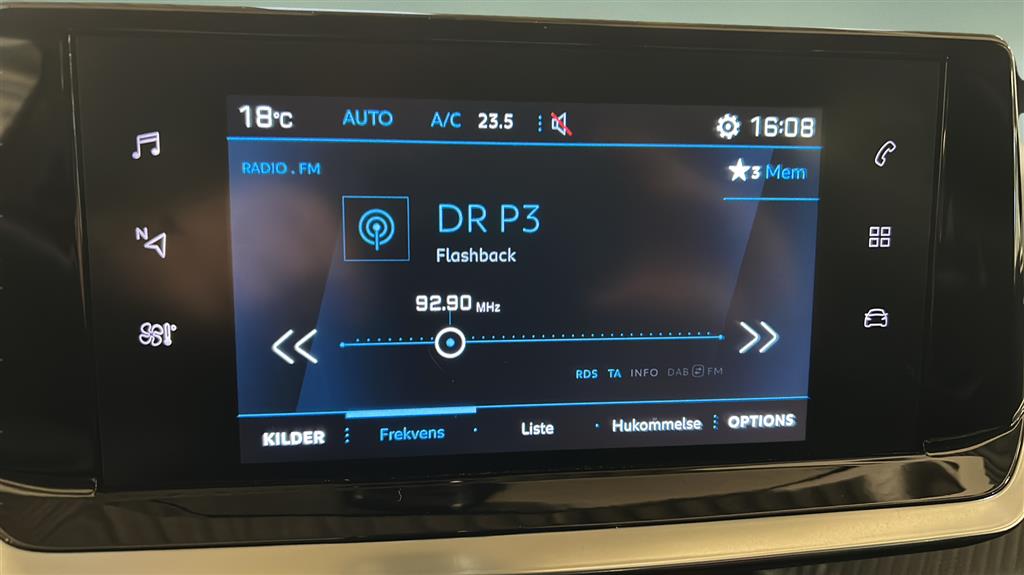 18°C AUTO A/C 23.5 16:08
RADIO . FM
3 Mem
DR P3
Flashback
N
92.90 MHz
RDS TA INFO DAB FM
KILDER Frekvens Liste Hukommelse OPTIONS